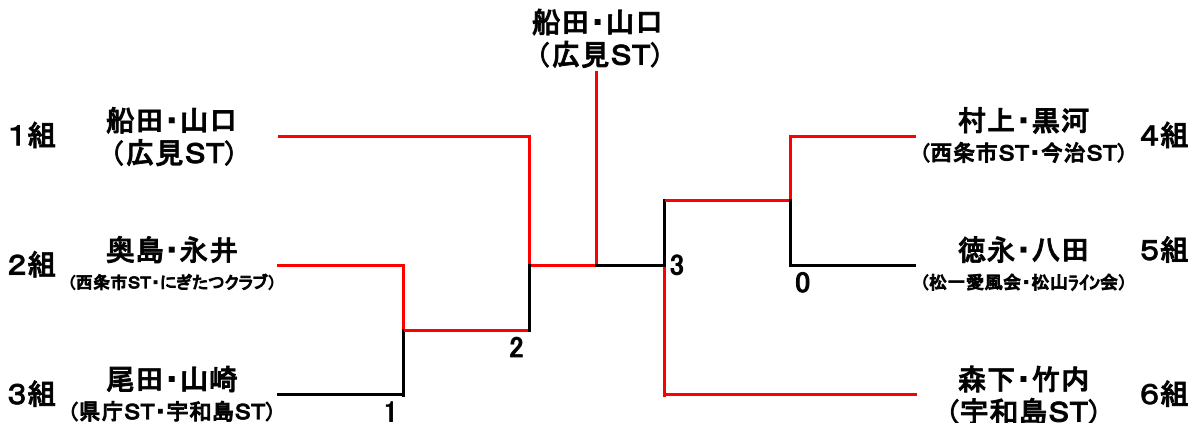 船田・山口
(広見ST)
1組
船田・山口
(広見ST)
村上・黒河
(西条市ST・今治ST)
4組
2組
奥島・永井
(西条市ST・にぎたつクラブ)
3
徳永・八田
(松一愛風会・松山ライン会)
5組
0
2
3組
尾田・山崎
(県庁ST・宇和島ST)
1
森下・竹内
(宇和島ST)
6組